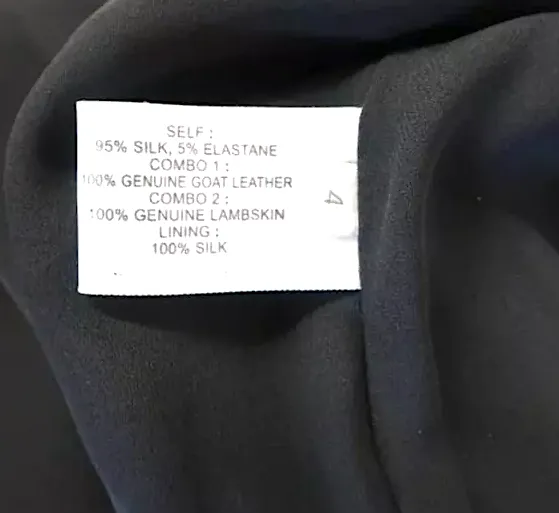 SELF :
95% SILK, 5% ELASTANE
COMBO 1 :
100% GENUINE GOAT LEATHER
COMBO 2 :
100% GENUINE LAMBSKIN
LINING :
100% SILK
4